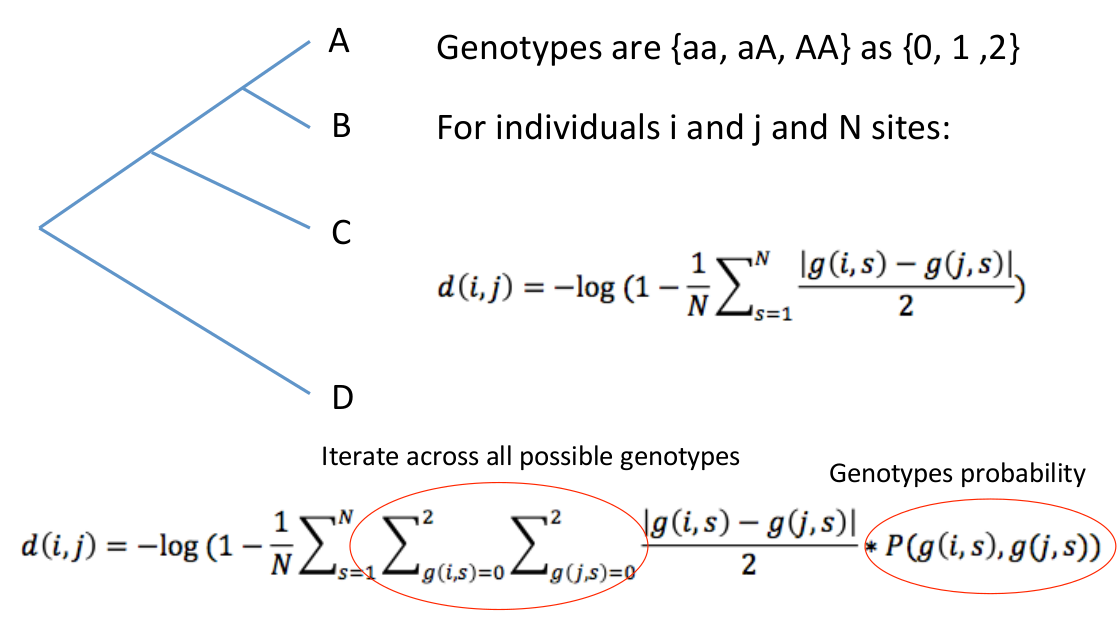 A
Genotypes are {aa, aA, AA} as {0, 1 ,2}
B
For individuals i and j and N sites:
C
d(i,j) = −log (1 − 1/N ∑_{s=1}^{N} |g(i,s) − g(j,s)|/2)
D
Iterate across all possible genotypes
Genotypes probability
d(i,j) = −log (1 − 1/N ∑_{s=1}^{N} ∑_{g(i,s)=0}^{2} ∑_{g(j,s)=0}^{2} |g(i,s) − g(j,s)|/2 * P(g(i,s),g(j,s)))